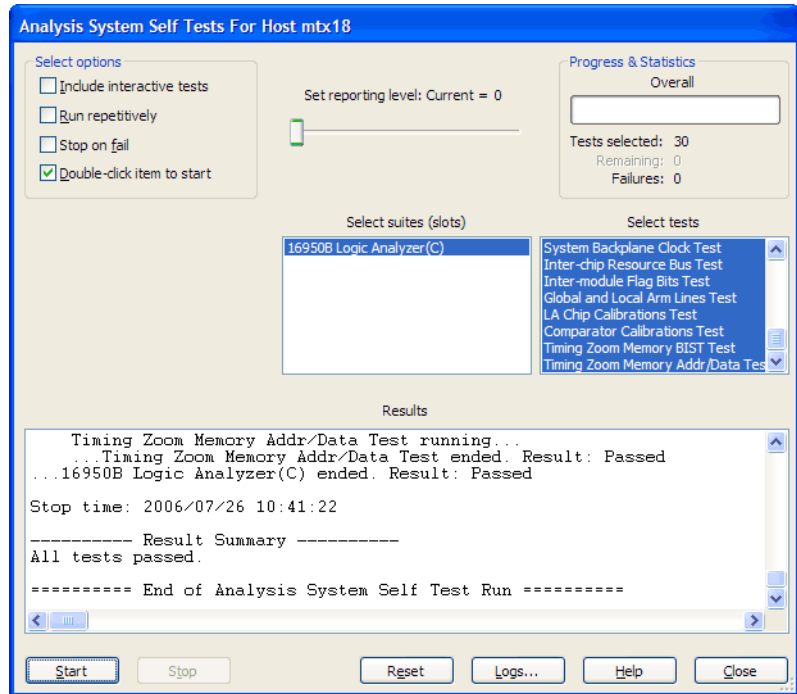 Analysis System Self Tests For Host mtx18
Select options
Include interactive tests
Run repetitively
Stop on fail
Double-click item to start
Set reporting level: Current = 0
Progress & Statistics
Overall
Tests selected: 30
Remaining: 0
Failures: 0
Select suites (slots)
16950B Logic Analyzer(C)
Select tests
System Backplane Clock Test
Inter-chip Resource Bus Test
Inter-module Flag Bits Test
Global and Local Arm Lines Test
LA Chip Calibrations Test
Comparator Calibrations Test
Timing Zoom Memory BIST Test
Timing Zoom Memory Addr/Data Tes
Results
Timing Zoom Memory Addr/Data Test running...
...Timing Zoom Memory Addr/Data Test ended. Result: Passed
...16950B Logic Analyzer(C) ended. Result: Passed
Stop time: 2006/07/26 10:41:22
---------- Result Summary ----------
All tests passed.
========== End of Analysis System Self Test Run ==========
Start
Stop
Reset
Logs...
Help
Close